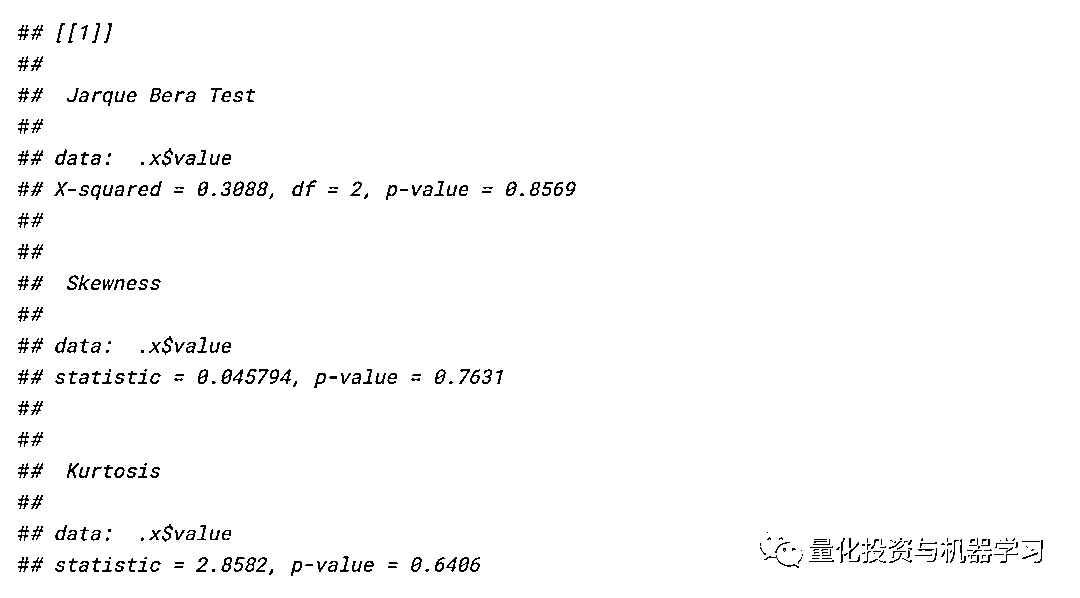 ## [[1]]
##
##  Jarque Bera Test
##
## data:  .x$value
## X-squared = 0.3088, df = 2, p-value = 0.8569
##
##
##  Skewness
##
## data:  .x$value
## statistic = 0.045794, p-value = 0.7631
##
##
##  Kurtosis
##
## data:  .x$value
## statistic = 2.8582, p-value = 0.6406
量化投资与机器学习